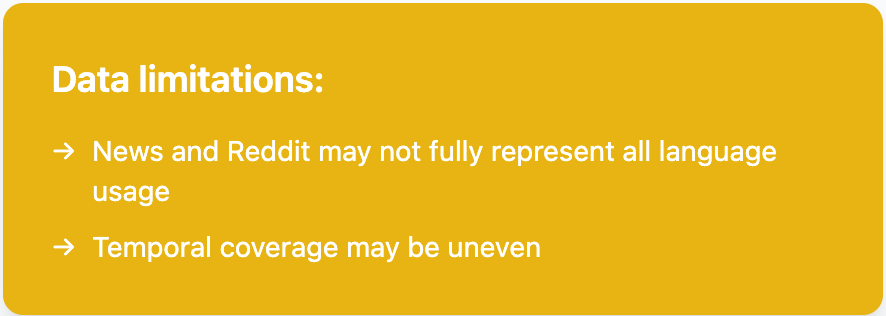 Data limitations:
→ News and Reddit may not fully represent all language
usage
→ Temporal coverage may be uneven